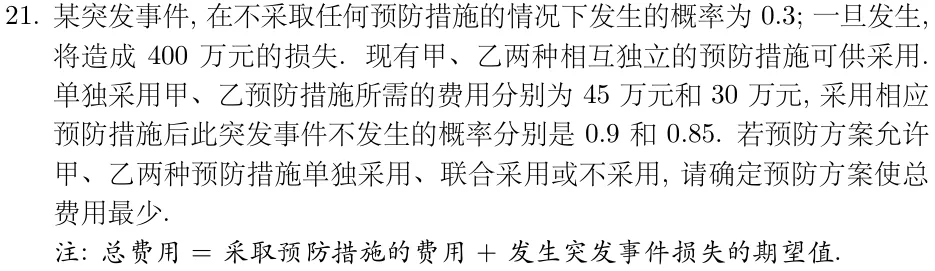 21. 某突发事件, 在不采取任何预防措施的情况下发生的概率为 0.3; 一旦发生,
将造成 400 万元的损失. 现有甲、乙两种相互独立的预防措施可供采用.
单独采用甲、乙预防措施所需的费用分别为 45 万元和 30 万元, 采用相应
预防措施后此突发事件不发生的概率分别是 0.9 和 0.85. 若预防方案允许
甲、乙两种预防措施单独采用、联合采用或不采用, 请确定预防方案使总
费用最少.
注: 总费用 = 采取预防措施的费用 + 发生突发事件损失的期望值.